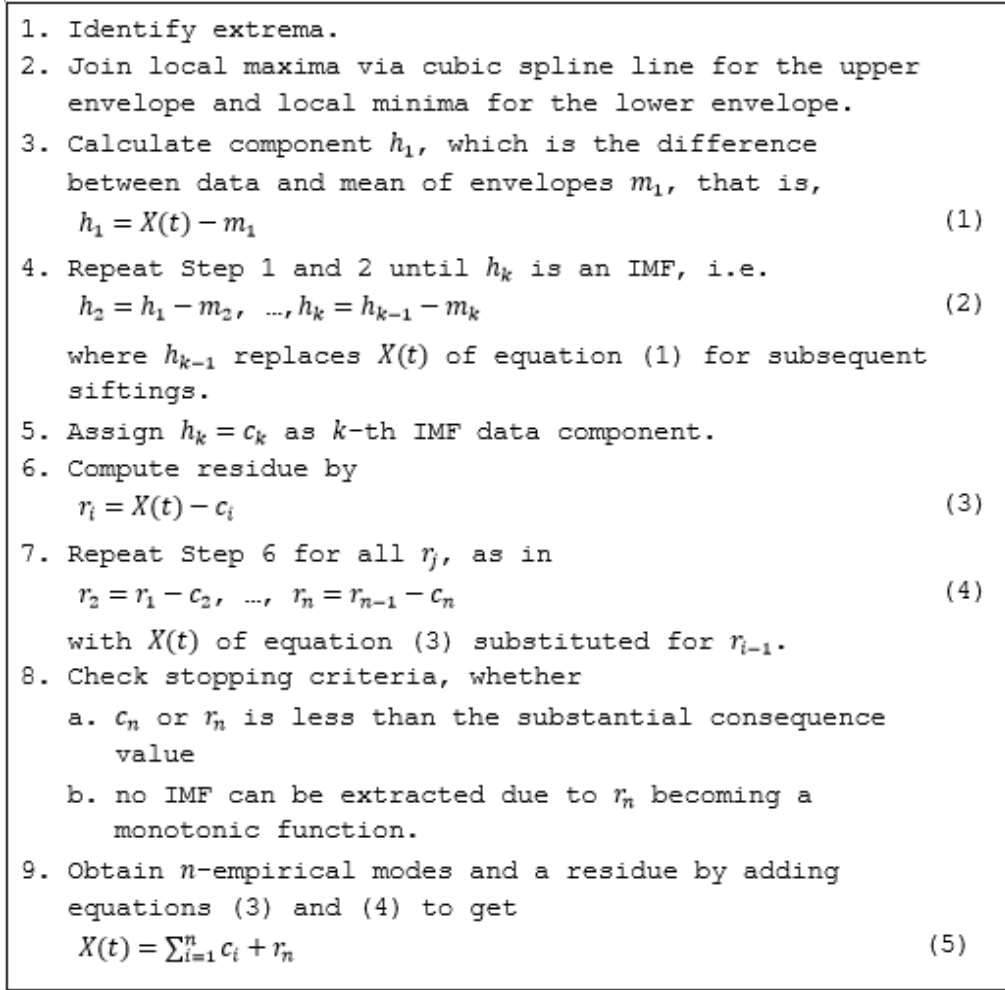 1. Identify extrema.
2. Join local maxima via cubic spline line for the upper
envelope and local minima for the lower envelope.
3. Calculate component h₁, which is the difference
between data and mean of envelopes m₁, that is,
h₁ = X(t) − m₁ (1)
4. Repeat Step 1 and 2 until hₖ is an IMF, i.e.
h₂ = h₁ − m₂, …, hₖ = hₖ₋₁ − mₖ (2)
where hₖ₋₁ replaces X(t) of equation (1) for subsequent
siftings.
5. Assign hₖ = cₖ as k-th IMF data component.
6. Compute residue by
rᵢ = X(t) − cᵢ (3)
7. Repeat Step 6 for all rⱼ, as in
r₂ = r₁ − c₂, …, rₙ = rₙ₋₁ − cₙ (4)
with X(t) of equation (3) substituted for rᵢ₋₁.
8. Check stopping criteria, whether
a. cₙ or rₙ is less than the substantial consequence
value
b. no IMF can be extracted due to rₙ becoming a
monotonic function.
9. Obtain n-empirical modes and a residue by adding
equations (3) and (4) to get
X(t) = ∑ⁿᵢ₌₁ cᵢ + rₙ (5)